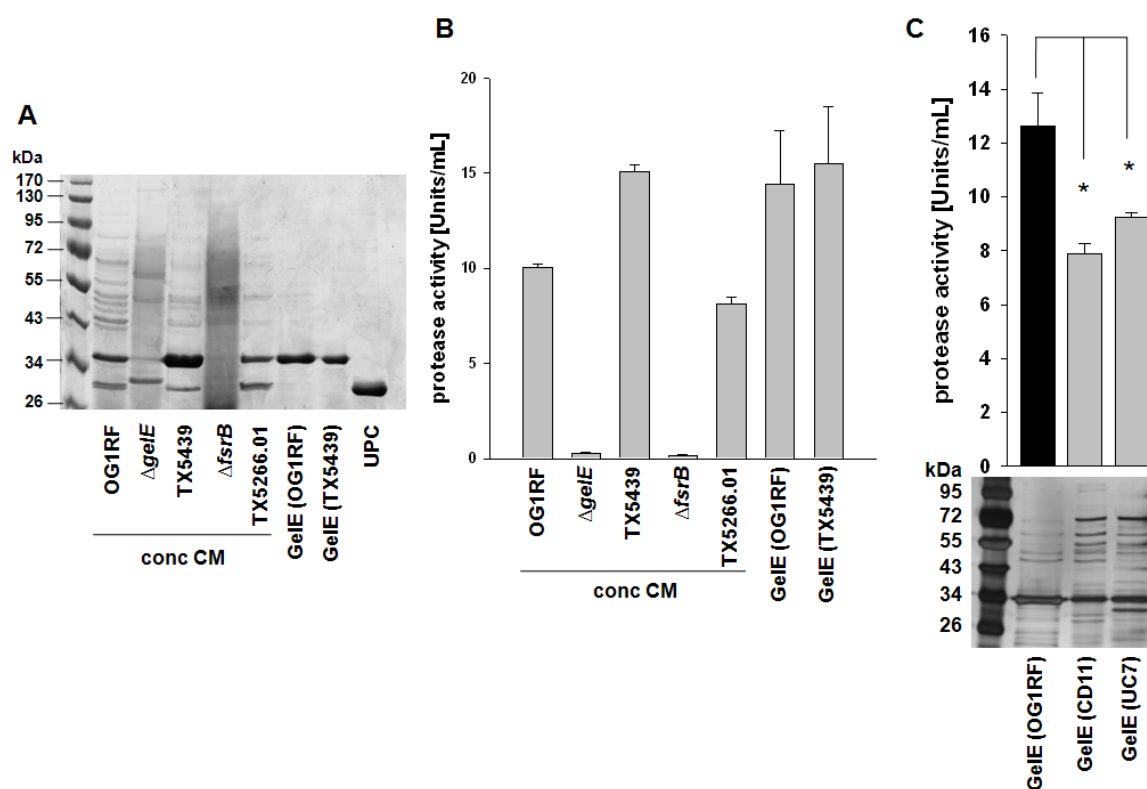 A
kDa
170
130
95
72
55
43
34
26
OG1RF
ΔgelE
TX5439
ΔfsrB
TX5266.01
GelE (OG1RF)
GelE (TX5439)
UPC
conc CM
B
protease activity [Units/mL]
20
15
10
5
0
OG1RF
ΔgelE
TX5439
ΔfsrB
TX5266.01
GelE (OG1RF)
GelE (TX5439)
conc CM
C
protease activity [Units/mL]
16
14
12
10
8
6
4
2
0
*
*
kDa
95
72
55
43
34
26
GelE (OG1RF)
GelE (CD11)
GelE (UC7)